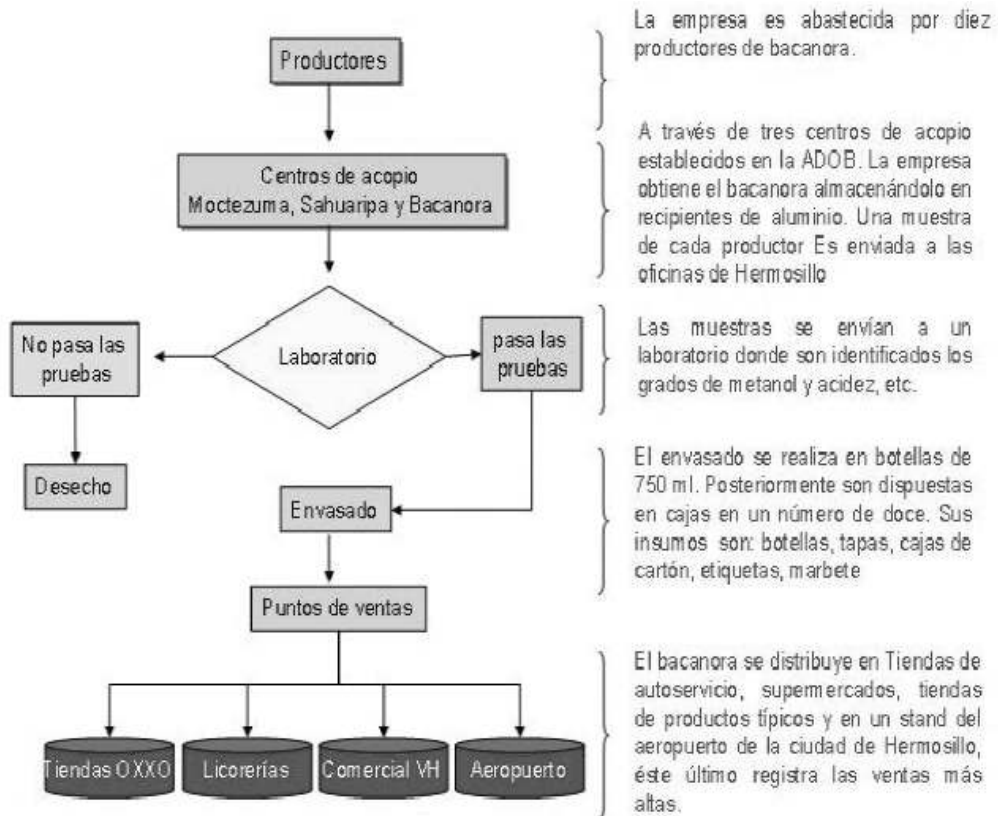 La empresa es abastecida por diez
productores de bacanora.
Productores
A través de tres centros de acopio
establecidos en la ADOB. La empresa
obtiene el bacanora almacenándolo en
recipientes de aluminio. Una muestra
de cada productor Es enviada a las
oficinas de Hermosillo
Centros de acopio
Moctezuma, Sahuaripa y Bacanora
No pasa las
pruebas
Laboratorio
pasa las
pruebas
Las muestras se envían a un
laboratorio donde son identificados los
grados de metanol y acidez, etc.
Desecho
Envasado
El envasado se realiza en botellas de
750 ml. Posteriormente son dispuestas
en cajas en un número de doce. Sus
insumos son: botellas, tapas, cajas de
cartón, etiquetas, marbete
Puntos de ventas
El bacanora se distribuye en Tiendas de
autoservicio, supermercados, tiendas
de productos típicos y en un stand del
aeropuerto de la ciudad de Hermosillo,
éste último registra las ventas más
altas.
Tiendas OXXO
Licorerías
Comercial VH
Aeropuerto